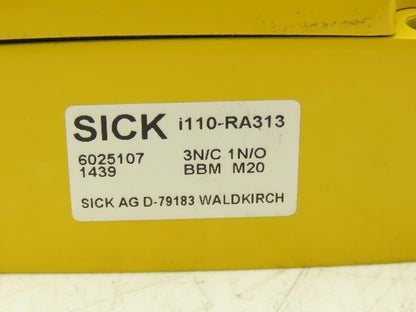 SICK i110-RA313
6025107 3N/C 1N/O
1439 BBM M20
SICK AG D-79183 WALDKIRCH